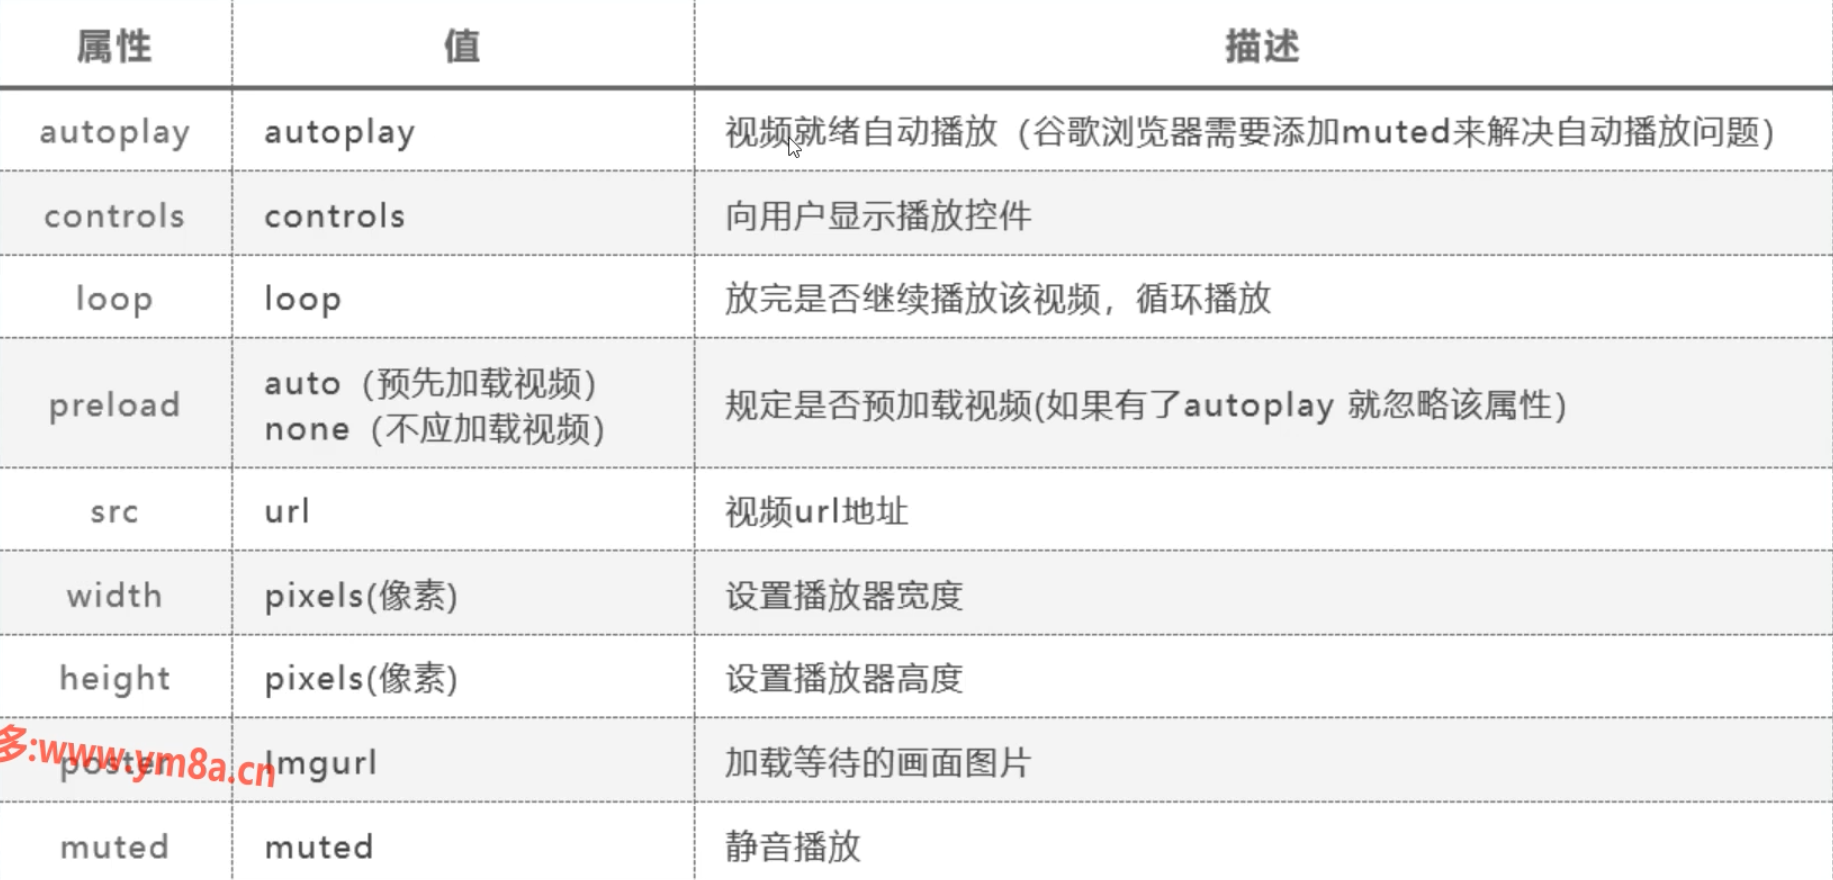 属性 值 描述
autoplay autoplay 视频就绪自动播放（谷歌浏览器需要添加muted来解决自动播放问题）
controls controls 向用户显示播放控件
loop loop 放完是否继续播放该视频，循环播放
auto（预先加载视频）
preload 规定是否预加载视频(如果有了autoplay 就忽略该属性)
none（不应加载视频）
src url 视频url地址
width pixels(像素) 设置播放器宽度
height pixels(像素) 设置播放器高度
多:www.ym8a.cn
poster Imgurl 加载等待的画面图片
muted muted 静音播放